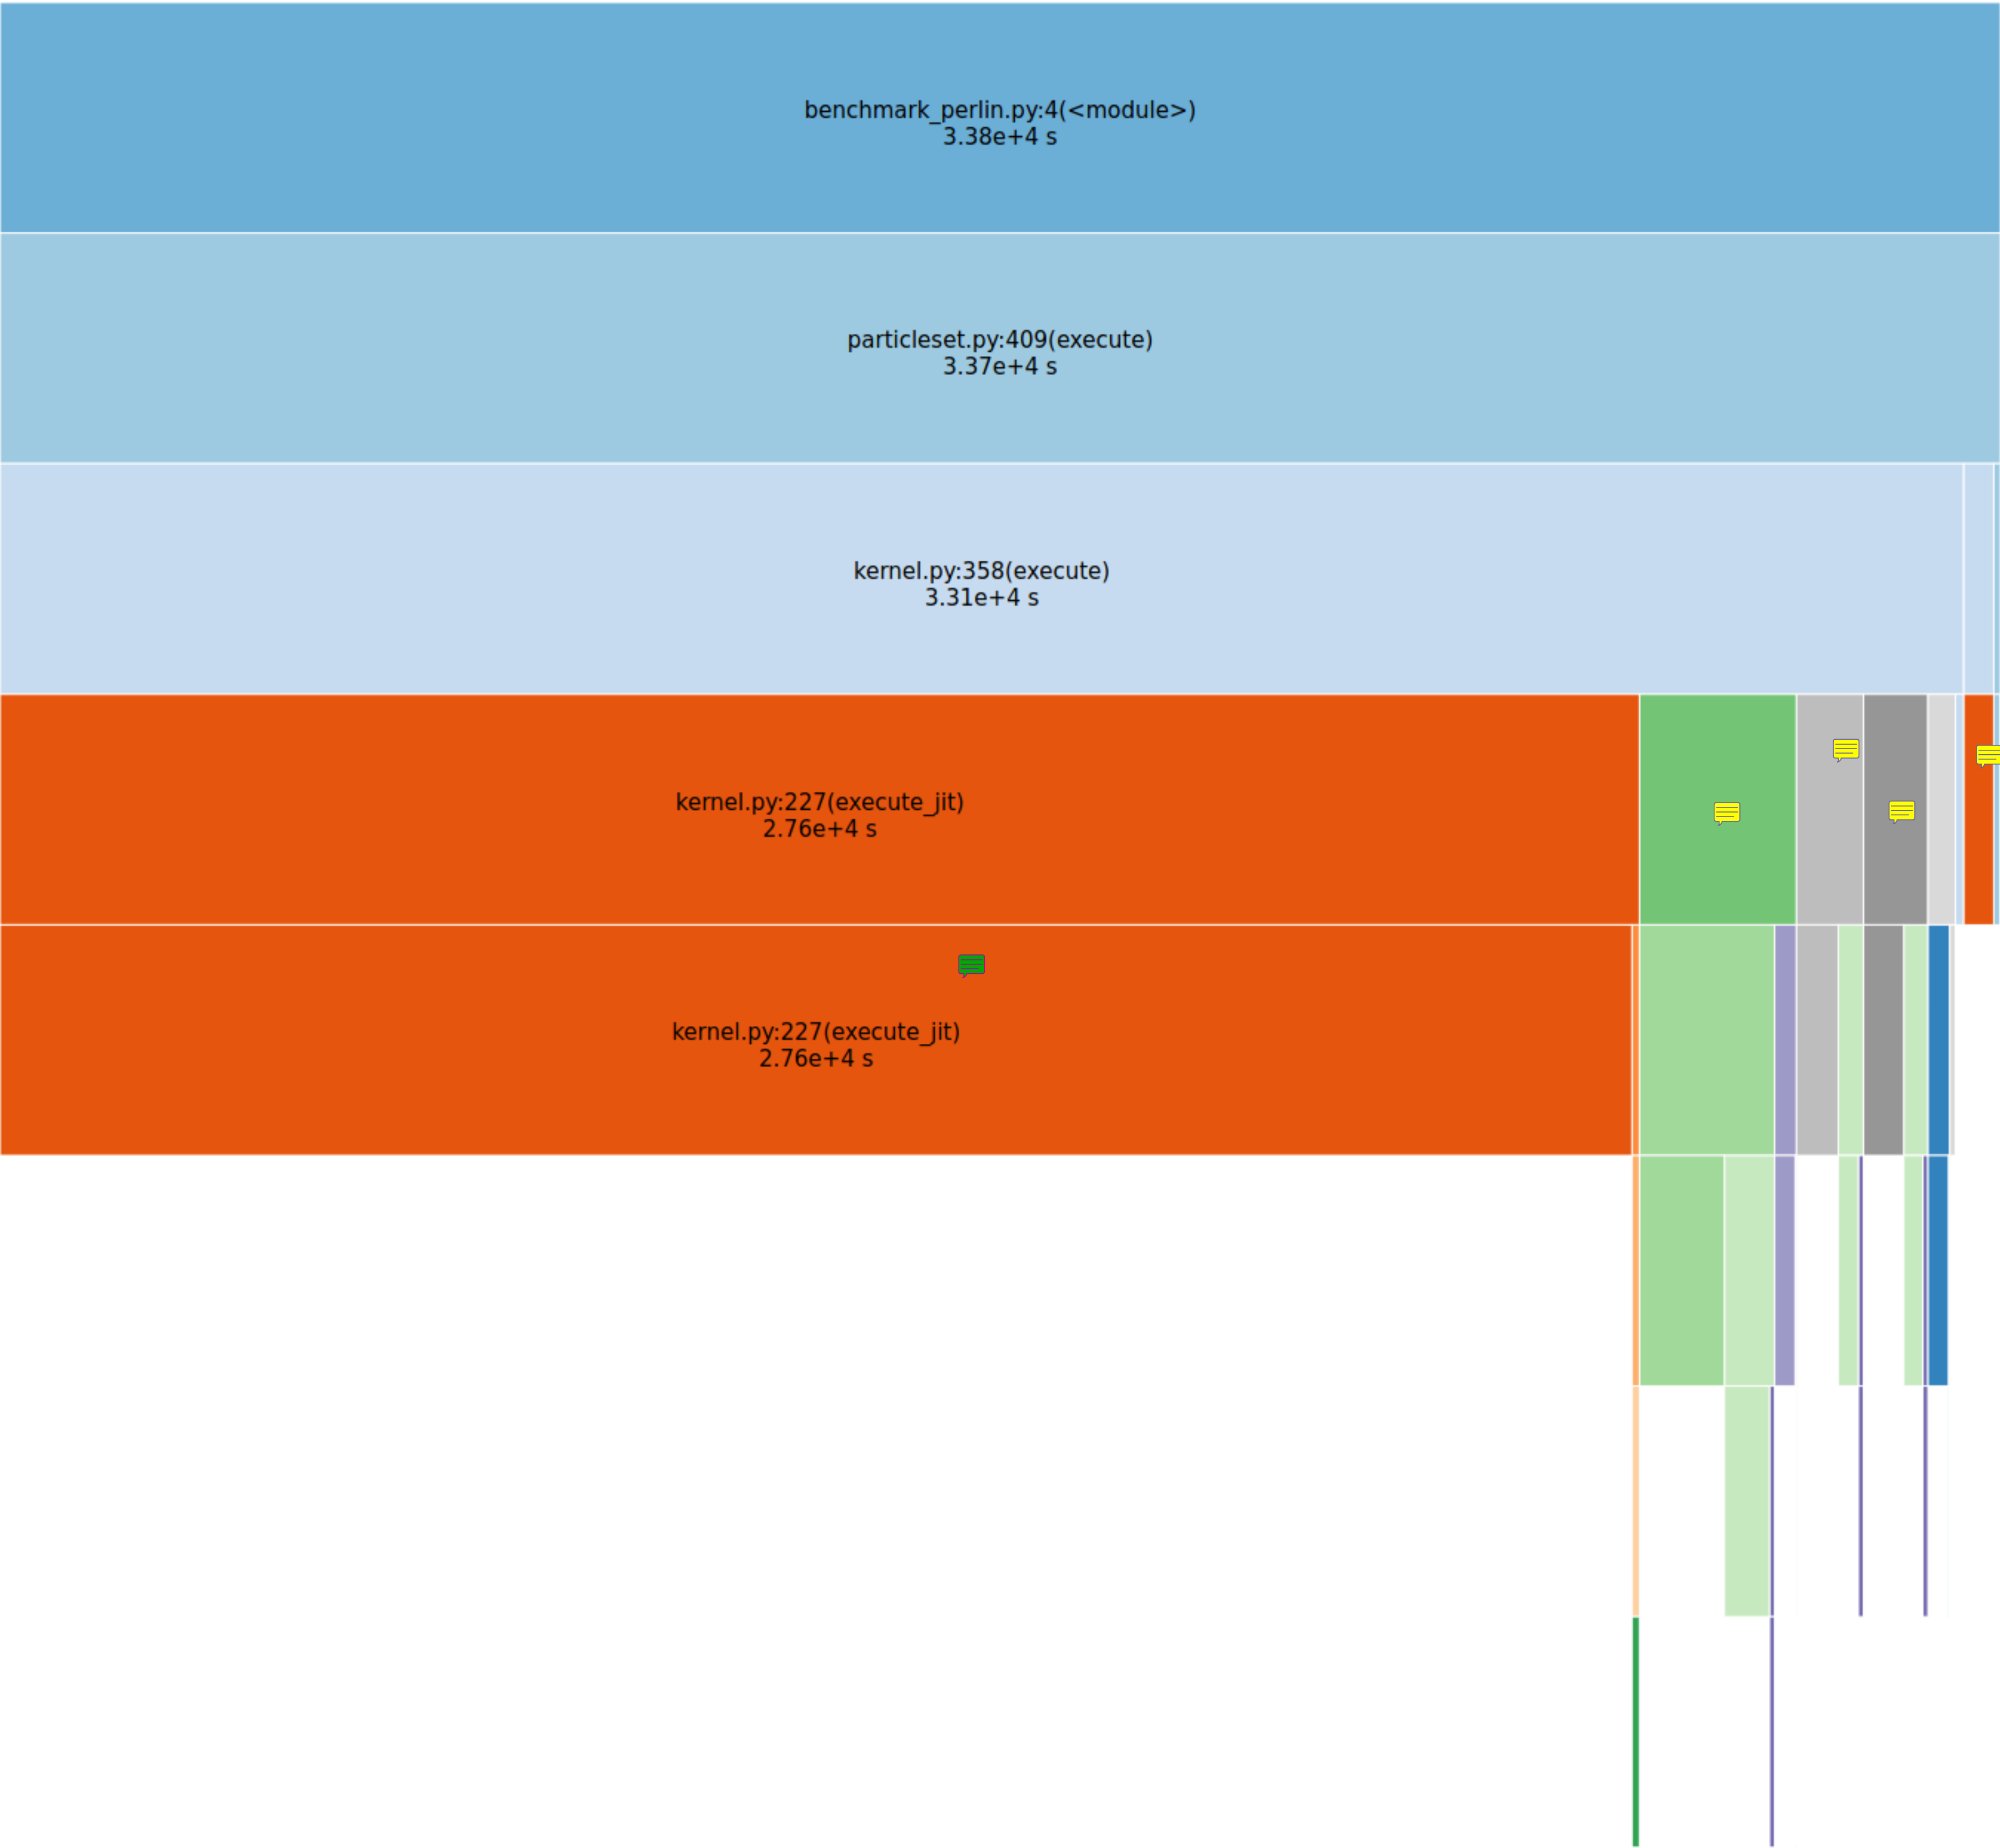 benchmark_perlin.py:4(<module>)
3.38e+4 s
particleset.py:409(execute)
3.37e+4 s
kernel.py:358(execute)
3.31e+4 s
kernel.py:227(execute_jit)
2.76e+4 s
kernel.py:227(execute_jit)
2.76e+4 s